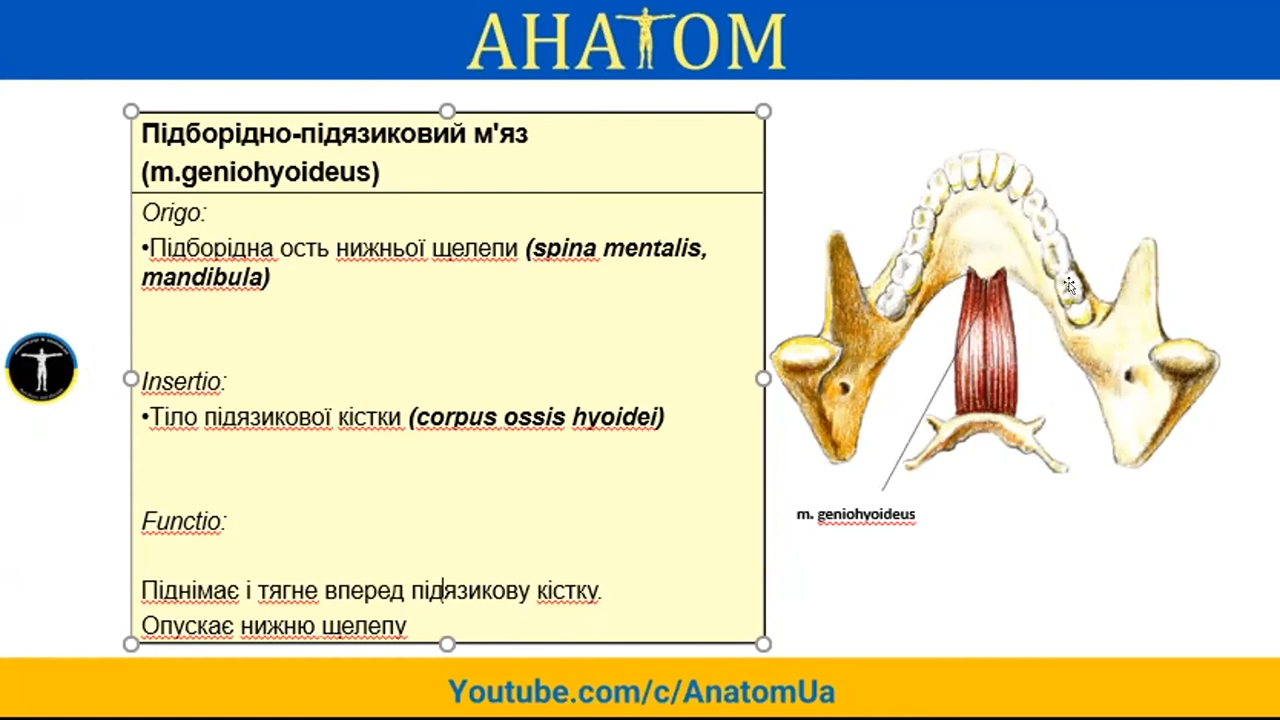 АНАТОМ
Підборідно-підязиковий м'яз
(m.geniohyoideus)
Origo:
•Підборідна ость нижньої щелепи (spina mentalis,
mandibula)
Insertio:
•Тіло підязикової кістки (corpus ossis hyoidei)
Functio:
Піднімає і тягне вперед підязикову кістку.
Опускає нижню щелепу
m. geniohyoideus
Youtube.com/c/AnatomUa